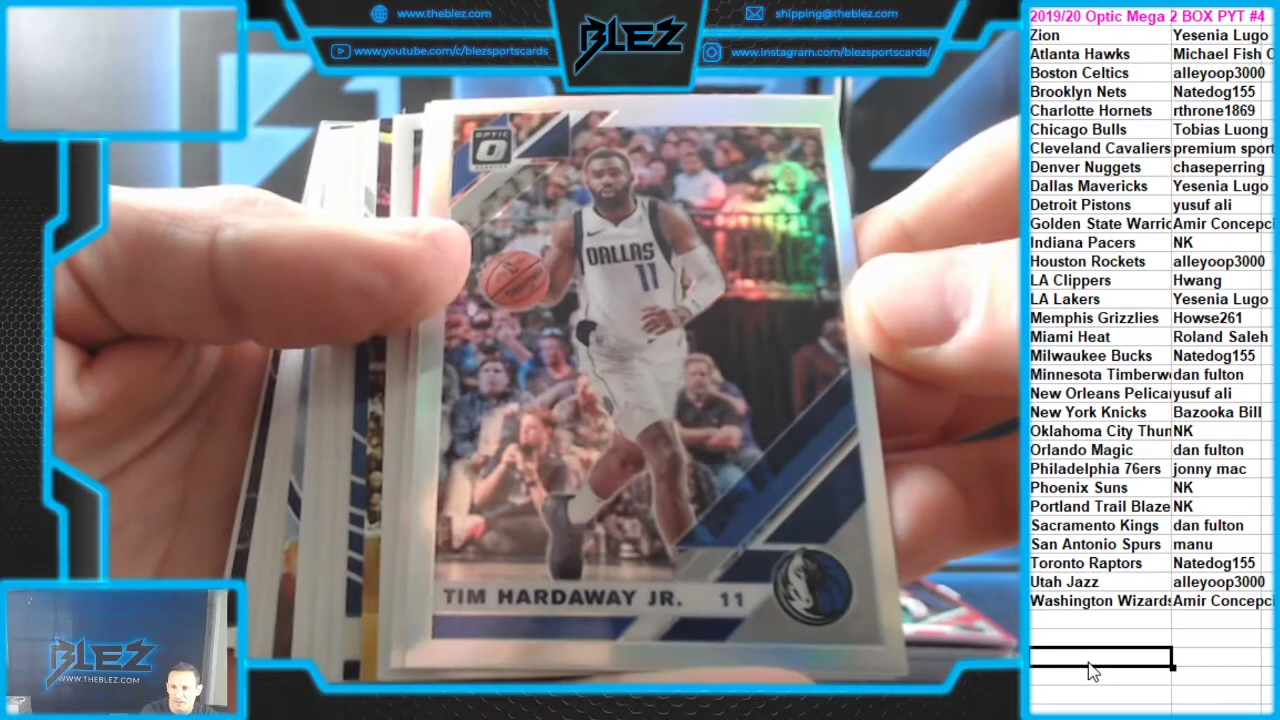 www.theblez.com
shipping@theblez.com
www.youtube.com/c/blezsportscards
www.instagram.com/blezsportscards/
BLEZ
OPTIC
DALLAS
11
TIM HARDAWAY JR. 11
BLEZ
WWW.THEBLEZ.COM
2019/20 Optic Mega 2 BOX PYT #4
Zion Yesenia Lugo
Atlanta Hawks Michael Fish C
Boston Celtics alleyoop3000
Brooklyn Nets Natedog155
Charlotte Hornets rthrone1869
Chicago Bulls Tobias Luong
Cleveland Cavaliers premium sport
Denver Nuggets chaseperring
Dallas Mavericks Yesenia Lugo
Detroit Pistons yusuf ali
Golden State Warric Amir Concepci
Indiana Pacers NK
Houston Rockets alleyoop3000
LA Clippers Hwang
LA Lakers Yesenia Lugo
Memphis Grizzlies Howse261
Miami Heat Roland Saleh
Milwaukee Bucks Natedog155
Minnesota Timberw dan fulton
New Orleans Pelica yusuf ali
New York Knicks Bazooka Bill
Oklahoma City Thun NK
Orlando Magic dan fulton
Philadelphia 76ers jonny mac
Phoenix Suns NK
Portland Trail Blaze NK
Sacramento Kings dan fulton
San Antonio Spurs manu
Toronto Raptors Natedog155
Utah Jazz alleyoop3000
Washington Wizards Amir Concepci